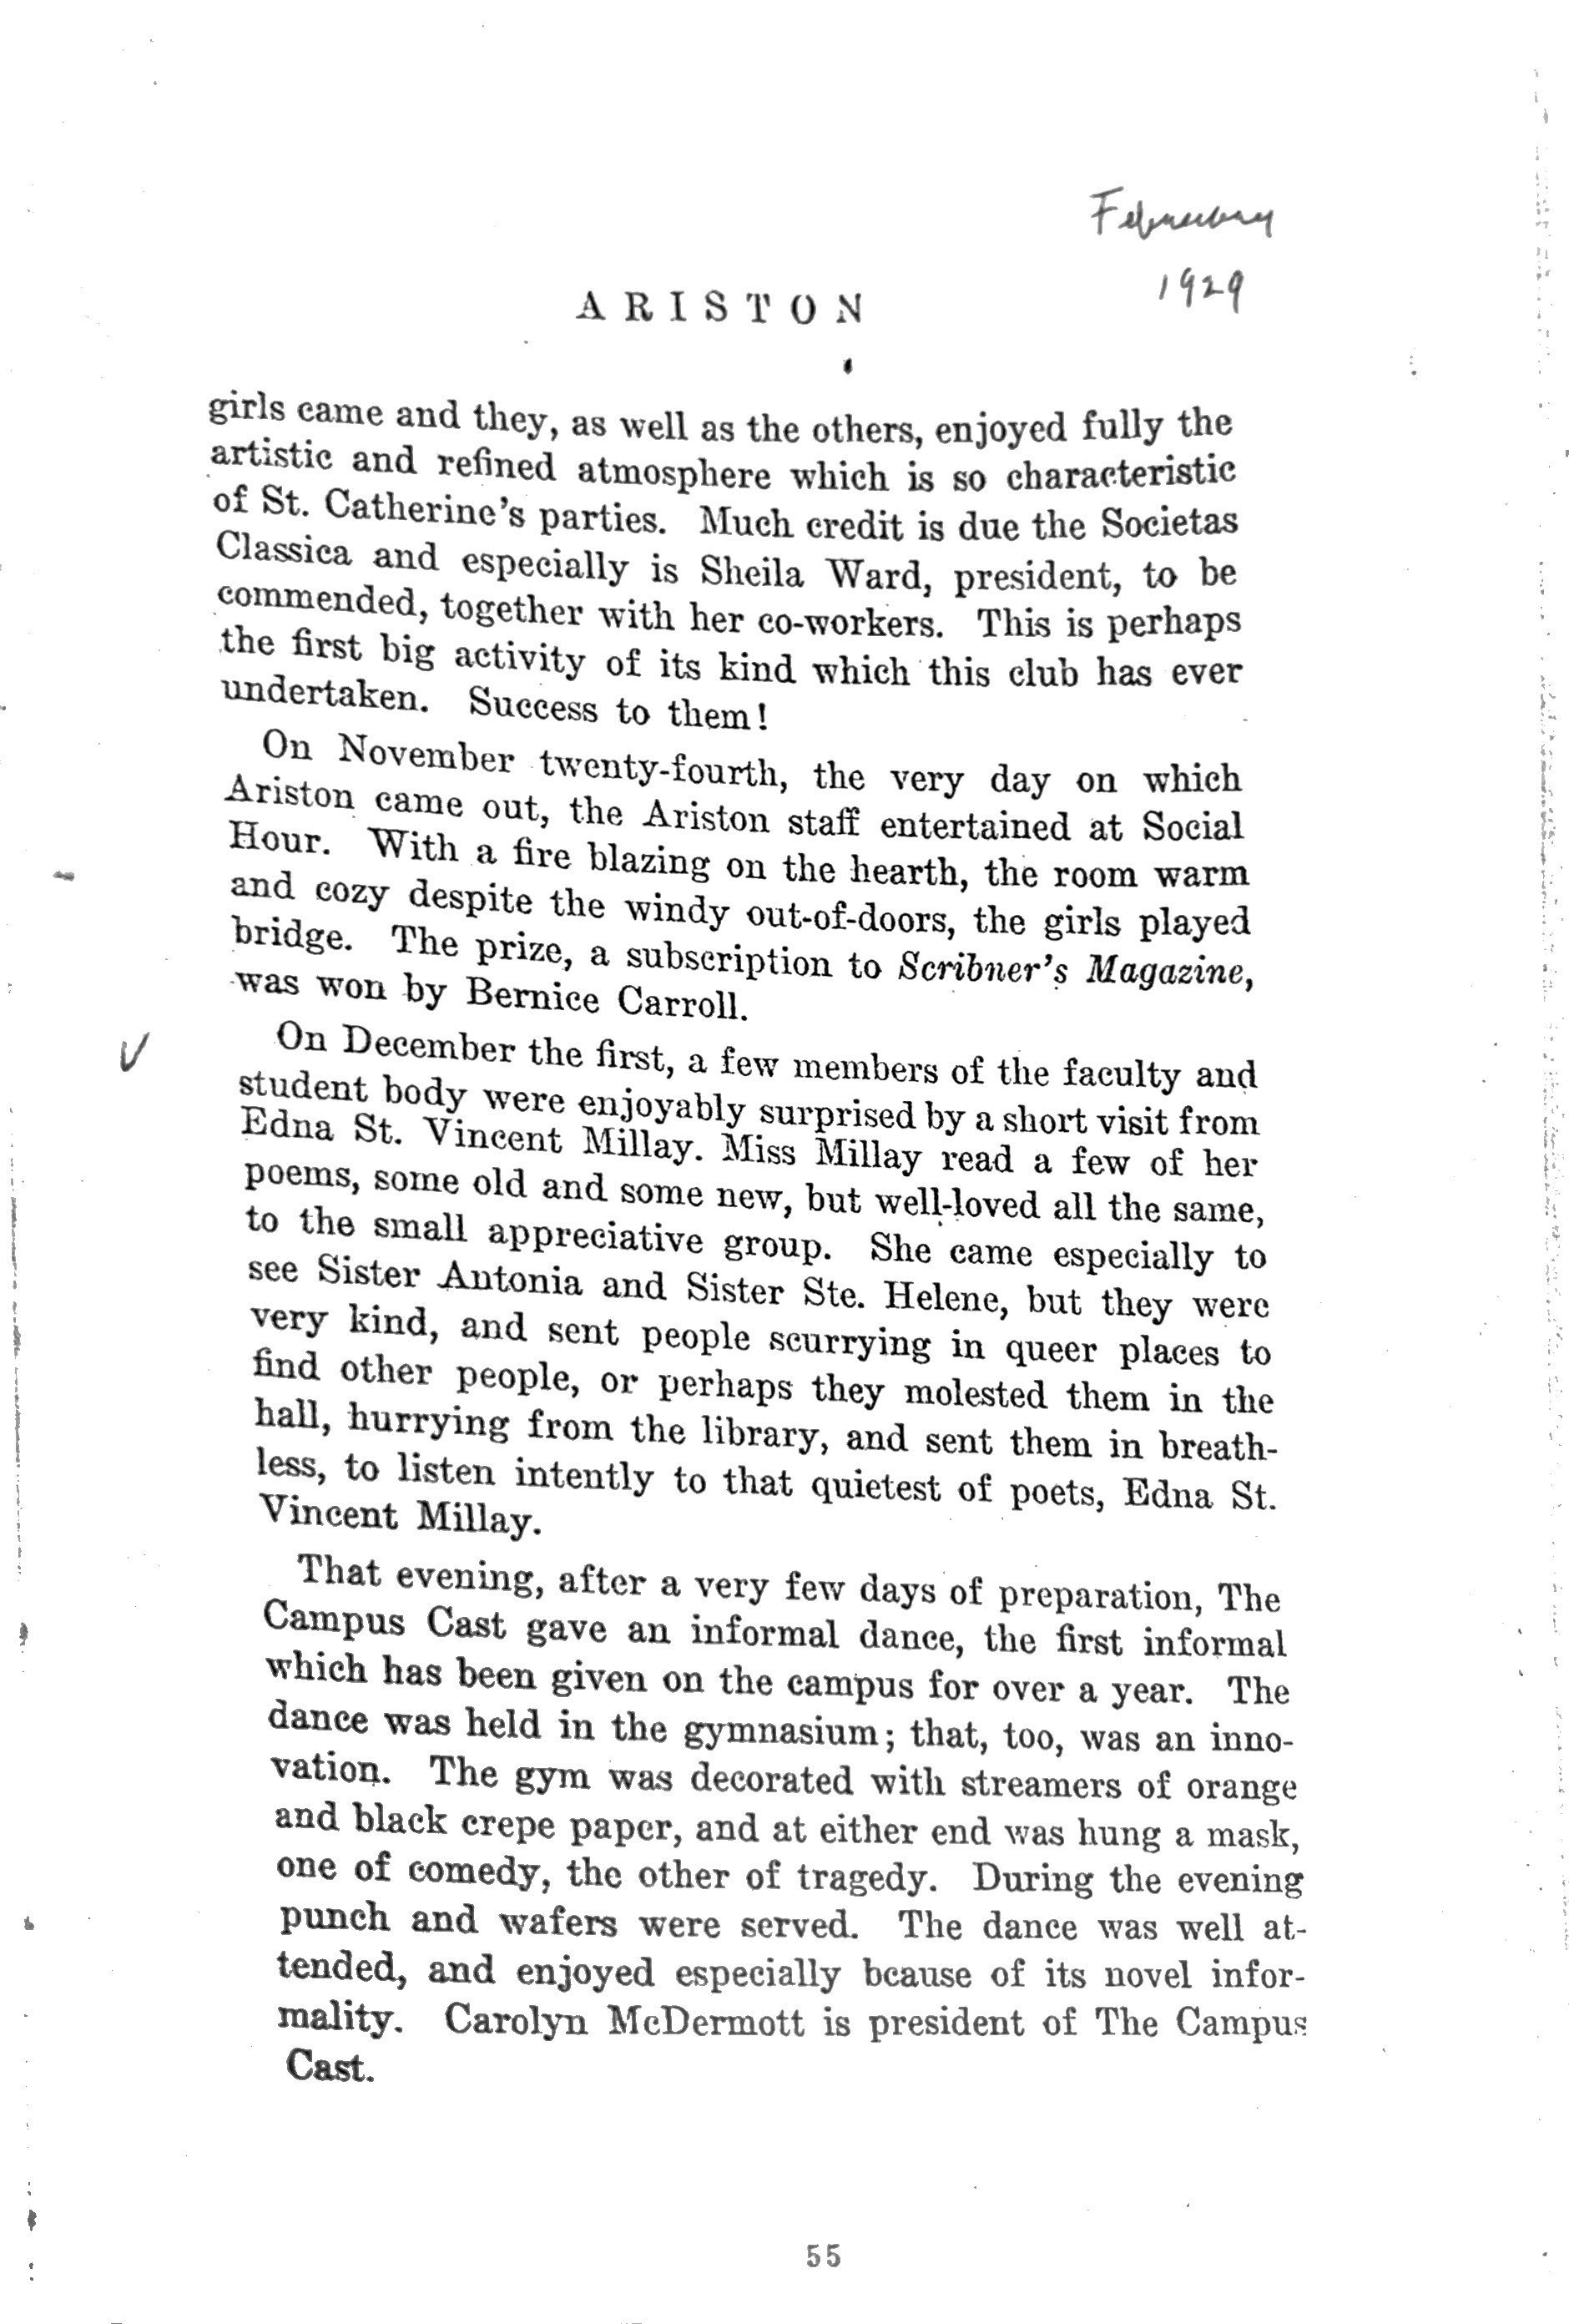 February
1929
ARISTON
girls came and they, as well as the others, enjoyed fully the
artistic and refined atmosphere which is so characteristic
of St. Catherine's parties. Much credit is due the Societas
Classica and especially is Sheila Ward, president, to be
commended, together with her co-workers. This is perhaps
the first big activity of its kind which this club has ever
undertaken. Success to them!
On November twenty-fourth, the very day on which
Ariston came out, the Ariston staff entertained at Social
Hour. With a fire blazing on the hearth, the room warm
and cozy despite the windy out-of-doors, the girls played
bridge. The prize, a subscription to Scribner's Magazine,
was won by Bernice Carroll.
On December the first, a few members of the faculty and
student body were enjoyably surprised by a short visit from
Edna St. Vincent Millay. Miss Millay read a few of her
poems, some old and some new, but well-loved all the same,
to the small appreciative group. She came especially to
see Sister Antonia and Sister Ste. Helene, but they were
very kind, and sent people scurrying in queer places to
find other people, or perhaps they molested them in the
hall, hurrying from the library, and sent them in breath-
less, to listen intently to that quietest of poets, Edna St.
Vincent Millay.
That evening, after a very few days of preparation, The
Campus Cast gave an informal dance, the first informal
which has been given on the campus for over a year. The
dance was held in the gymnasium; that, too, was an inno-
vation. The gym was decorated with streamers of orange
and black crepe paper, and at either end was hung a mask,
one of comedy, the other of tragedy. During the evening
punch and wafers were served. The dance was well at-
tended, and enjoyed especially bcause of its novel infor-
mality. Carolyn McDermott is president of The Campus
Cast.
55